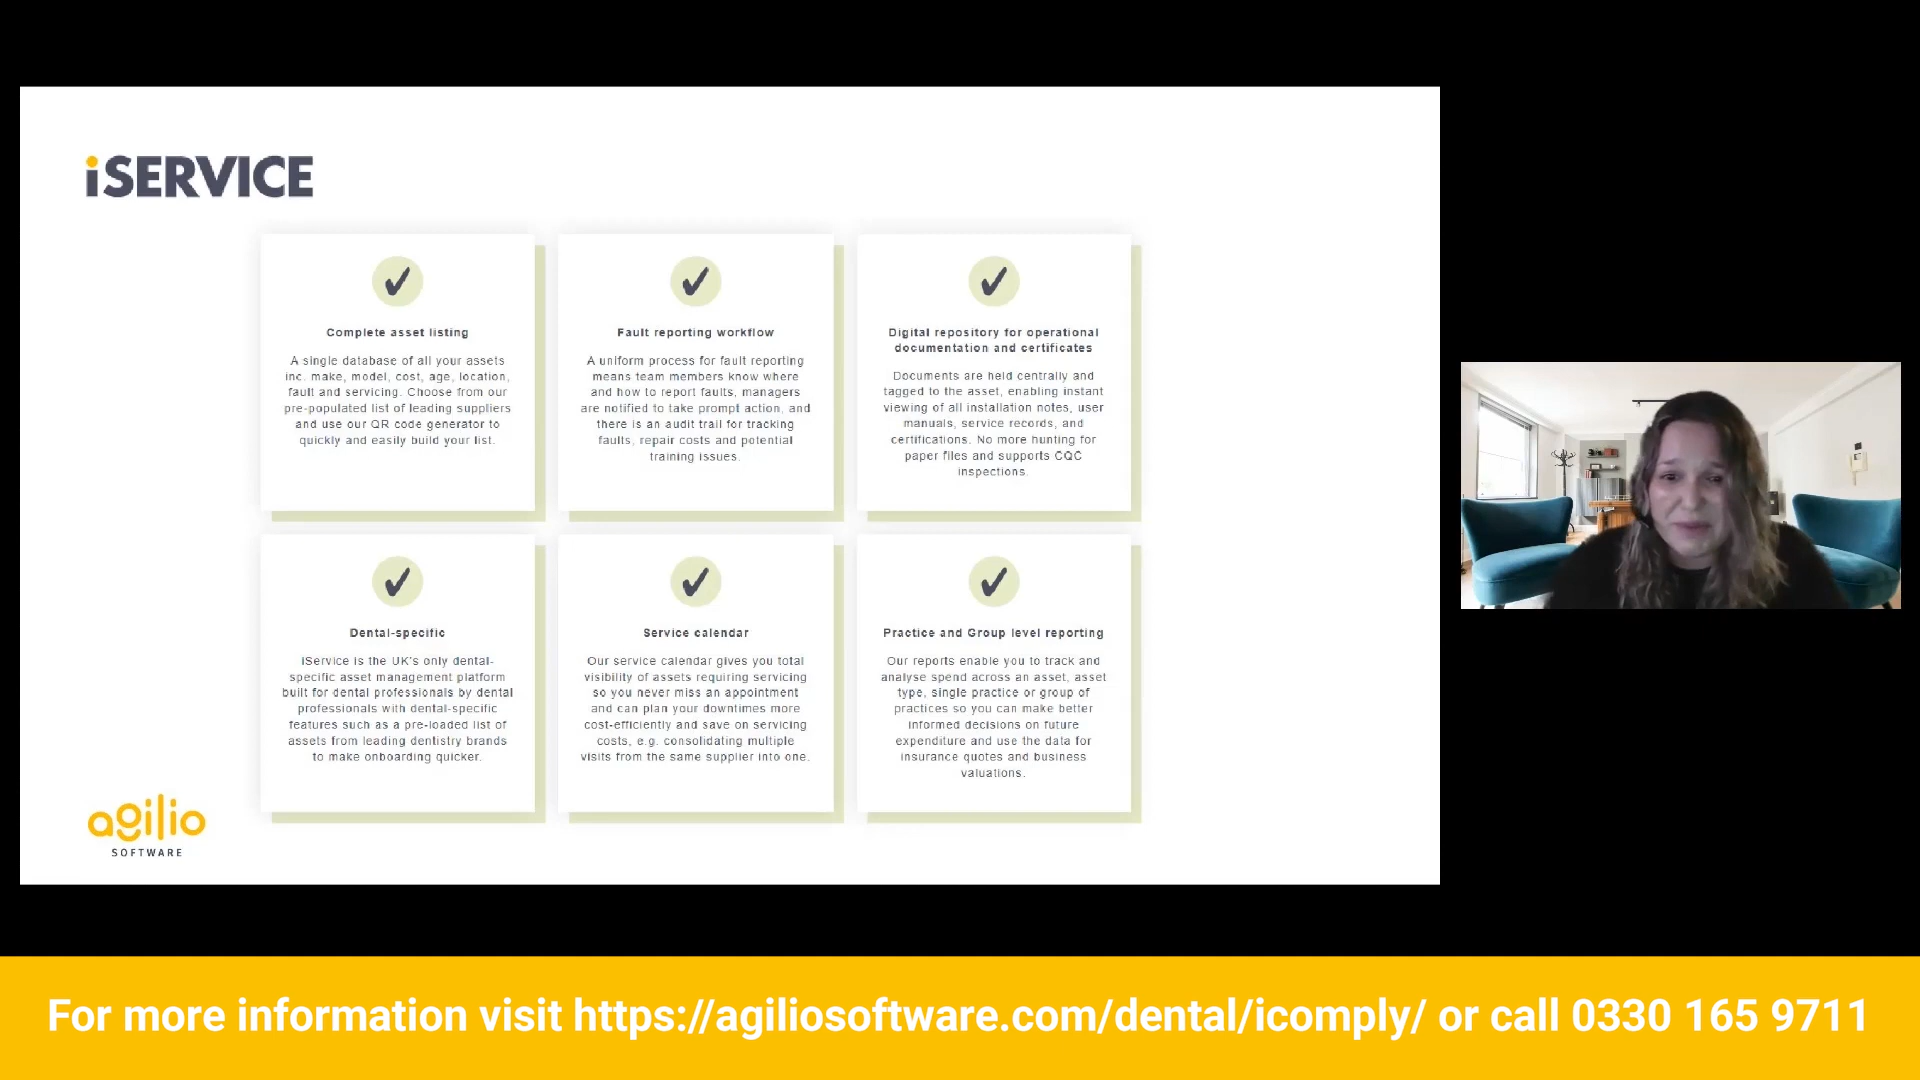 iSERVICE
Complete asset listing
A single database of all your assets
inc. make, model, cost, age, location,
fault and servicing. Choose from our
pre-populated list of leading suppliers
and use our QR code generator to
quickly and easily build your list.
Fault reporting workflow
A uniform process for fault reporting
means team members know where
and how to report faults, managers
are notified to take prompt action, and
there is an audit trail for tracking
faults, repair costs and potential
training issues.
Digital repository for operational
documentation and certificates
Documents are held centrally and
tagged to the asset, enabling instant
viewing of all installation notes, user
manuals, service records, and
certifications. No more hunting for
paper files and supports CQC
inspections.
Dental-specific
iService is the UK's only dental-
specific asset management platform
built for dental professionals by dental
professionals with dental-specific
features such as a pre-loaded list of
assets from leading dentistry brands
to make onboarding quicker.
Service calendar
Our service calendar gives you total
visibility of assets requiring servicing
so you never miss an appointment
and can plan your downtimes more
cost-efficiently and save on servicing
costs, e.g. consolidating multiple
visits from the same supplier into one.
Practice and Group level reporting
Our reports enable you to track and
analyse spend across an asset, asset
type, single practice or group of
practices so you can make better
informed decisions on future
expenditure and use the data for
insurance quotes and business
valuations.
agilio
SOFTWARE
For more information visit https://agiliosoftware.com/dental/icomply/ or call 0330 165 9711